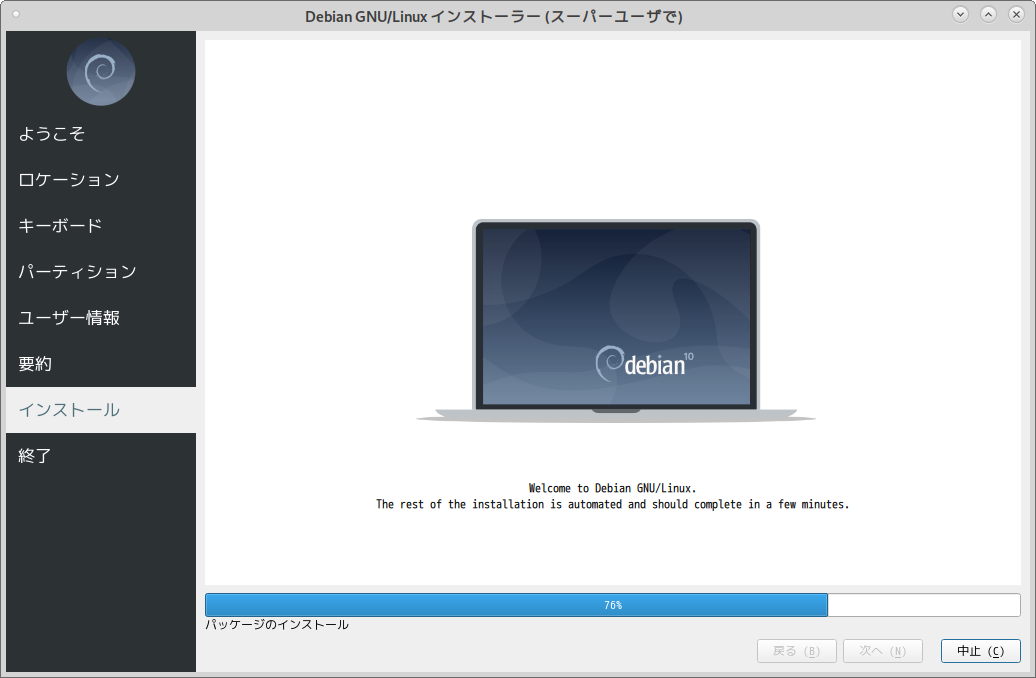 Debian GNU/Linux インストーラー (スーパーユーザで)
ようこそ
ロケーション
キーボード
パーティション
ユーザー情報
要約
インストール
終了
debian 10
Welcome to Debian GNU/Linux.
The rest of the installation is automated and should complete in a few minutes.
76%
パッケージのインストール
戻る (B)
次へ (N)
中止 (C)